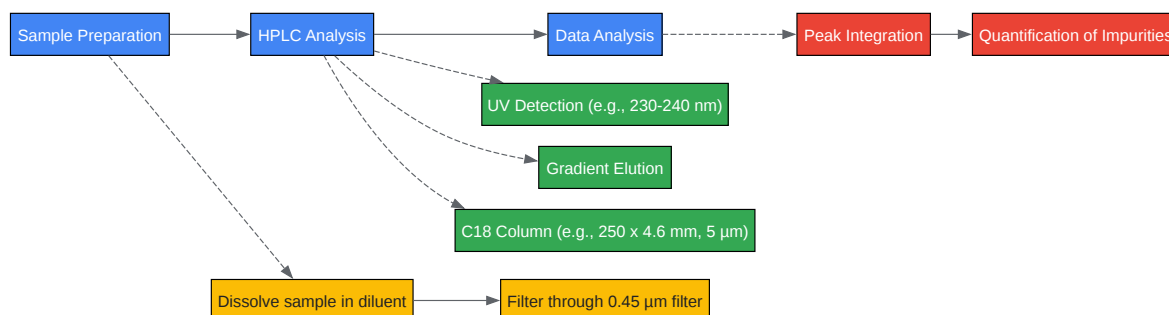 Sample Preparation
HPLC Analysis
Data Analysis
Peak Integration
Quantification of Impurities
UV Detection (e.g., 230-240 nm)
Gradient Elution
C18 Column (e.g., 250 x 4.6 mm, 5 µm)
Dissolve sample in diluent
Filter through 0.45 µm filter